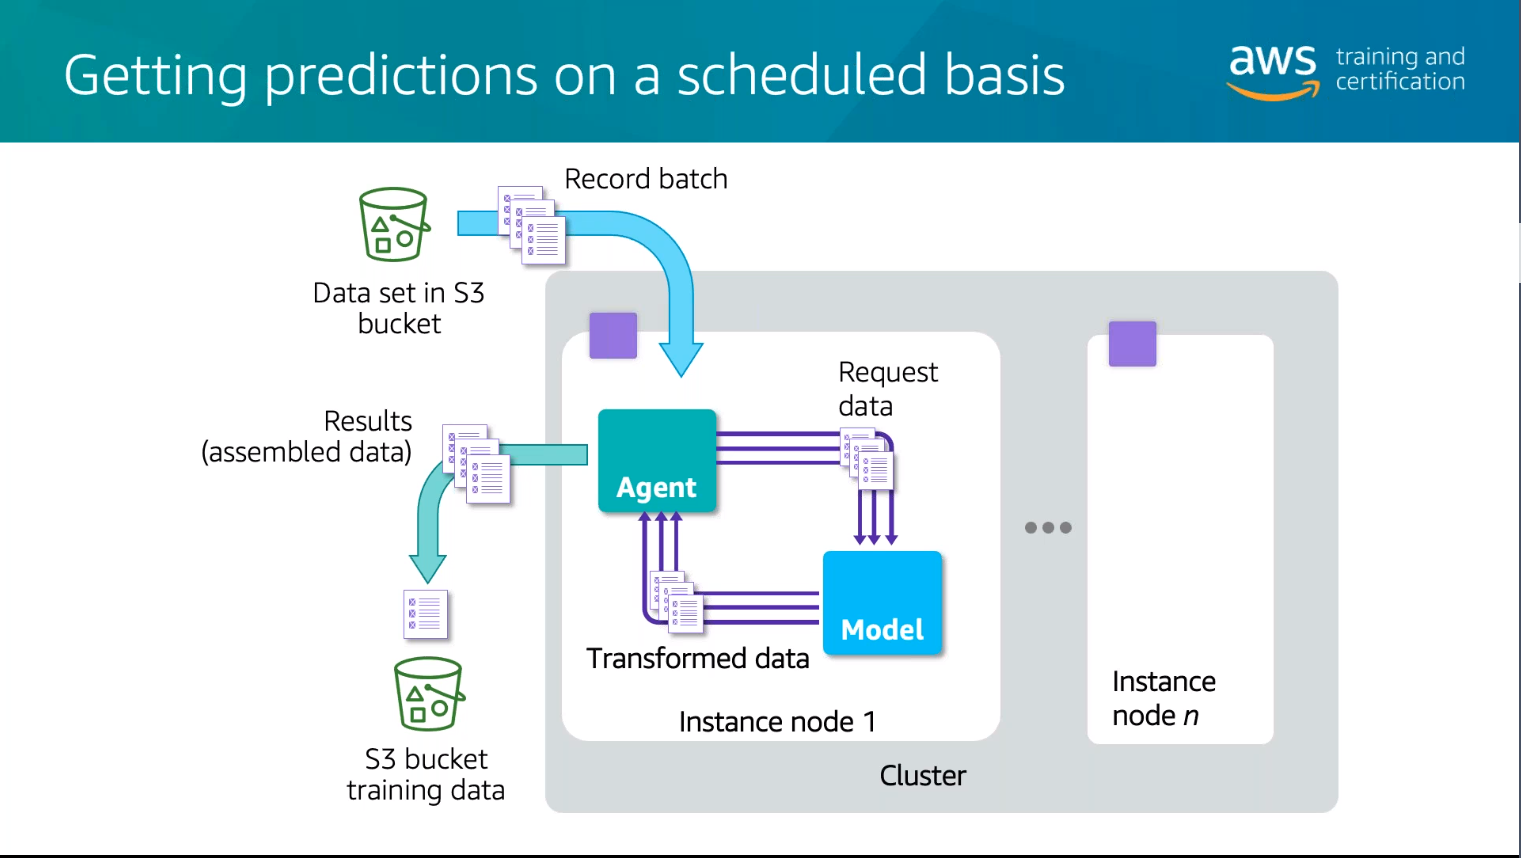 Getting predictions on a scheduled basis
aws training and
certification
Record batch
Data set in S3
bucket
Request
data
Results
(assembled data)
Agent
Model
Transformed data
Instance node 1
Instance
node n
S3 bucket
training data
Cluster